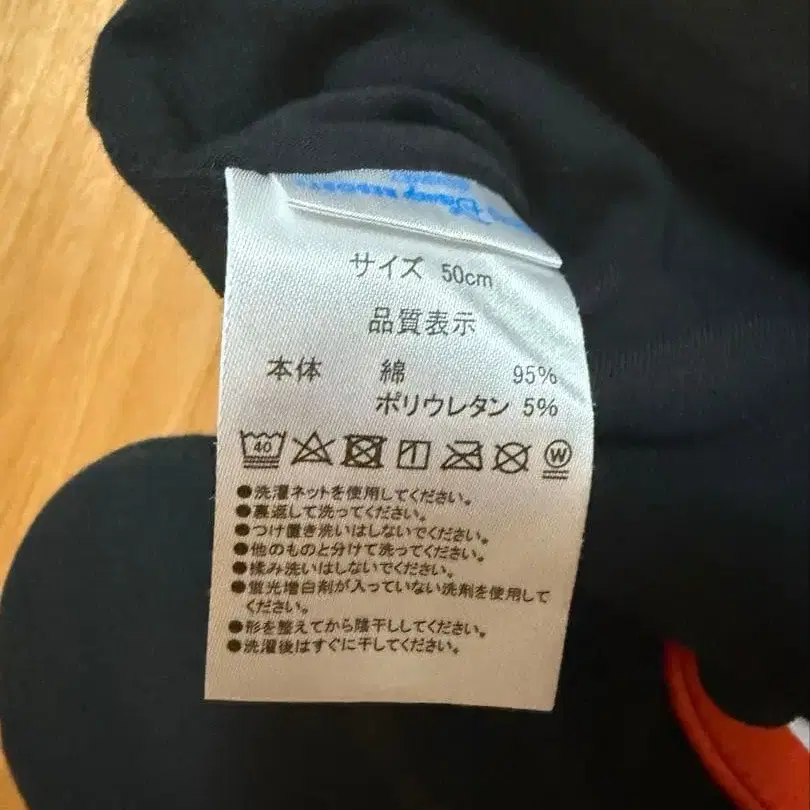 Disney RESORT
サイズ 50cm
品質表示
本体 綿 95%
ポリウレタン 5%
40 W
●洗濯ネットを使用してください。
●裏返して洗ってください。
●つけ置き洗いはしないでください。
●他のものと分けて洗ってください。
●揉み洗いはしないでください。
●蛍光増白剤が入っていない洗剤を使用して
ください。
●形を整えてから陰干ししてください。
●洗濯後はすぐに干してください。